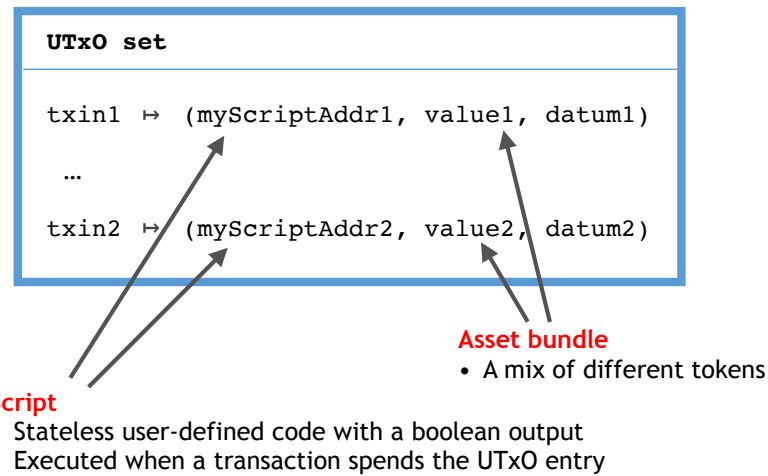 UTxO set
txin1 ↦ (myScriptAddr1, value1, datum1)
…
txin2 ↦ (myScriptAddr2, value2, datum2)
Asset bundle
• A mix of different tokens
cript
Stateless user-defined code with a boolean output
Executed when a transaction spends the UTxO entry